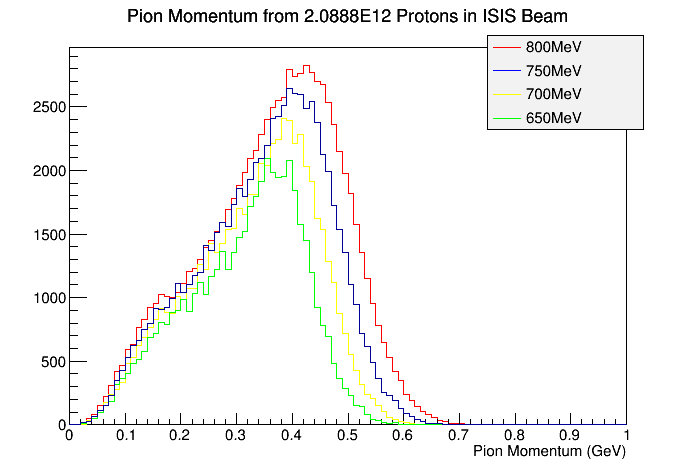 Pion Momentum from 2.0888E12 Protons in ISIS Beam
800MeV
750MeV
700MeV
650MeV
2500
2000
1500
1000
500
0
0 0.1 0.2 0.3 0.4 0.5 0.6 0.7 0.8 0.9 1
Pion Momentum (GeV)